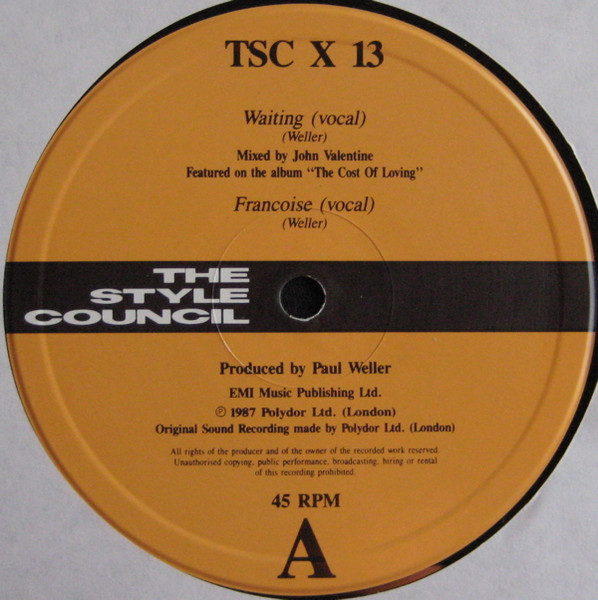 TSC X 13
Waiting (vocal)
(Weller)
Mixed by John Valentine
Featured on the album "The Cost Of Loving"
Francoise (vocal)
(Weller)
THE
STYLE
COUNCIL
Produced by Paul Weller
EMI Music Publishing Ltd.
℗ 1987 Polydor Ltd. (London)
Original Sound Recording made by Polydor Ltd. (London)
All rights of the producer and of the owner of the recorded work reserved.
Unauthorised copying, public performance, broadcasting, hiring or rental
of this recording prohibited.
45 RPM
A